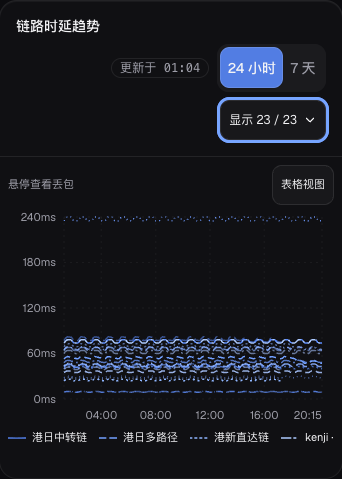 链路时延趋势
更新于 01:04
24 小时
7 天
显示 23 / 23
悬停查看丢包
表格视图
240ms
180ms
120ms
60ms
0ms
04:00 08:00 12:00 16:00 20:15
港日中转链 港日多路径 港新直达链 kenji